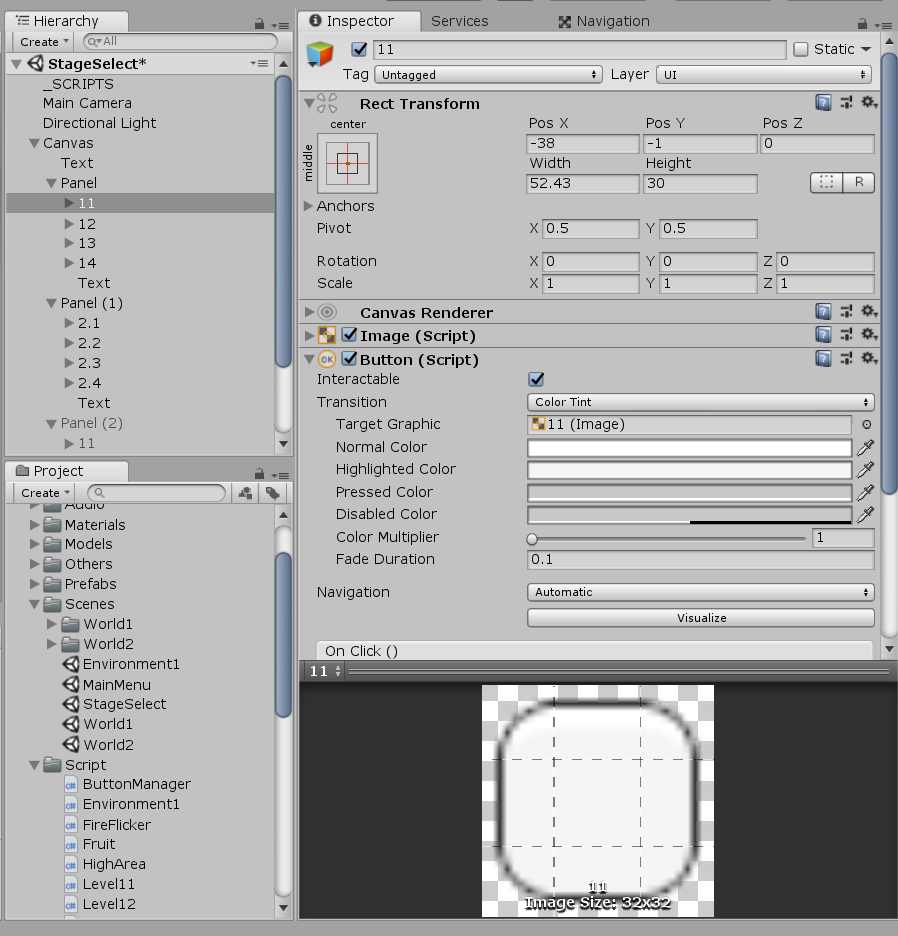 Hierarchy
Create
All
StageSelect*
_SCRIPTS
Main Camera
Directional Light
Canvas
Text
Panel
11
12
13
14
Text
Panel (1)
2.1
2.2
2.3
2.4
Text
Panel (2)
11
Project
Create
Audio
Materials
Models
Others
Prefabs
Scenes
World1
World2
Environment1
MainMenu
StageSelect
World1
World2
Script
ButtonManager
Environment1
FireFlicker
Fruit
HighArea
Level11
Level12
Inspector Services Navigation
11 Static
Tag Untagged Layer UI
Rect Transform
center
middle
Pos X Pos Y Pos Z
-38 -1 0
Width Height
52.43 30
R
Anchors
Pivot X 0.5 Y 0.5
Rotation X 0 Y 0 Z 0
Scale X 1 Y 1 Z 1
Canvas Renderer
Image (Script)
OK Button (Script)
Interactable
Transition Color Tint
Target Graphic 11 (Image)
Normal Color
Highlighted Color
Pressed Color
Disabled Color
Color Multiplier 1
Fade Duration 0.1
Navigation Automatic
Visualize
On Click ()
11
11
Image Size: 32x32